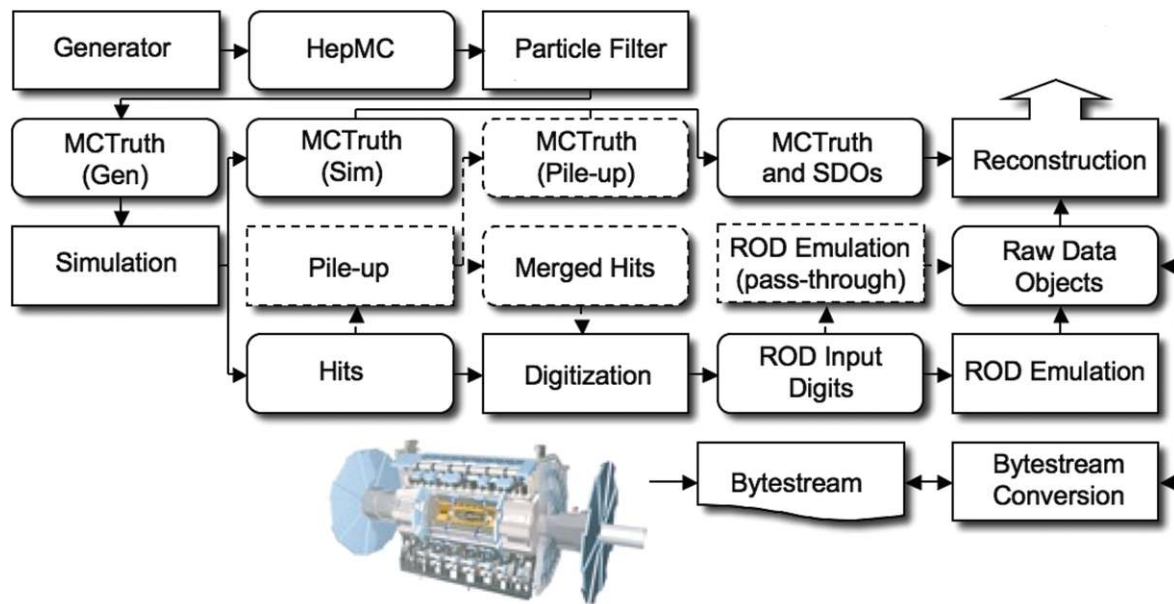 Generator
HepMC
Particle Filter
MCTruth
(Gen)
MCTruth
(Sim)
MCTruth
(Pile-up)
MCTruth
and SDOs
Reconstruction
Simulation
Pile-up
Merged Hits
ROD Emulation
(pass-through)
Raw Data
Objects
Hits
Digitization
ROD Input
Digits
ROD Emulation
Bytestream
Bytestream
Conversion